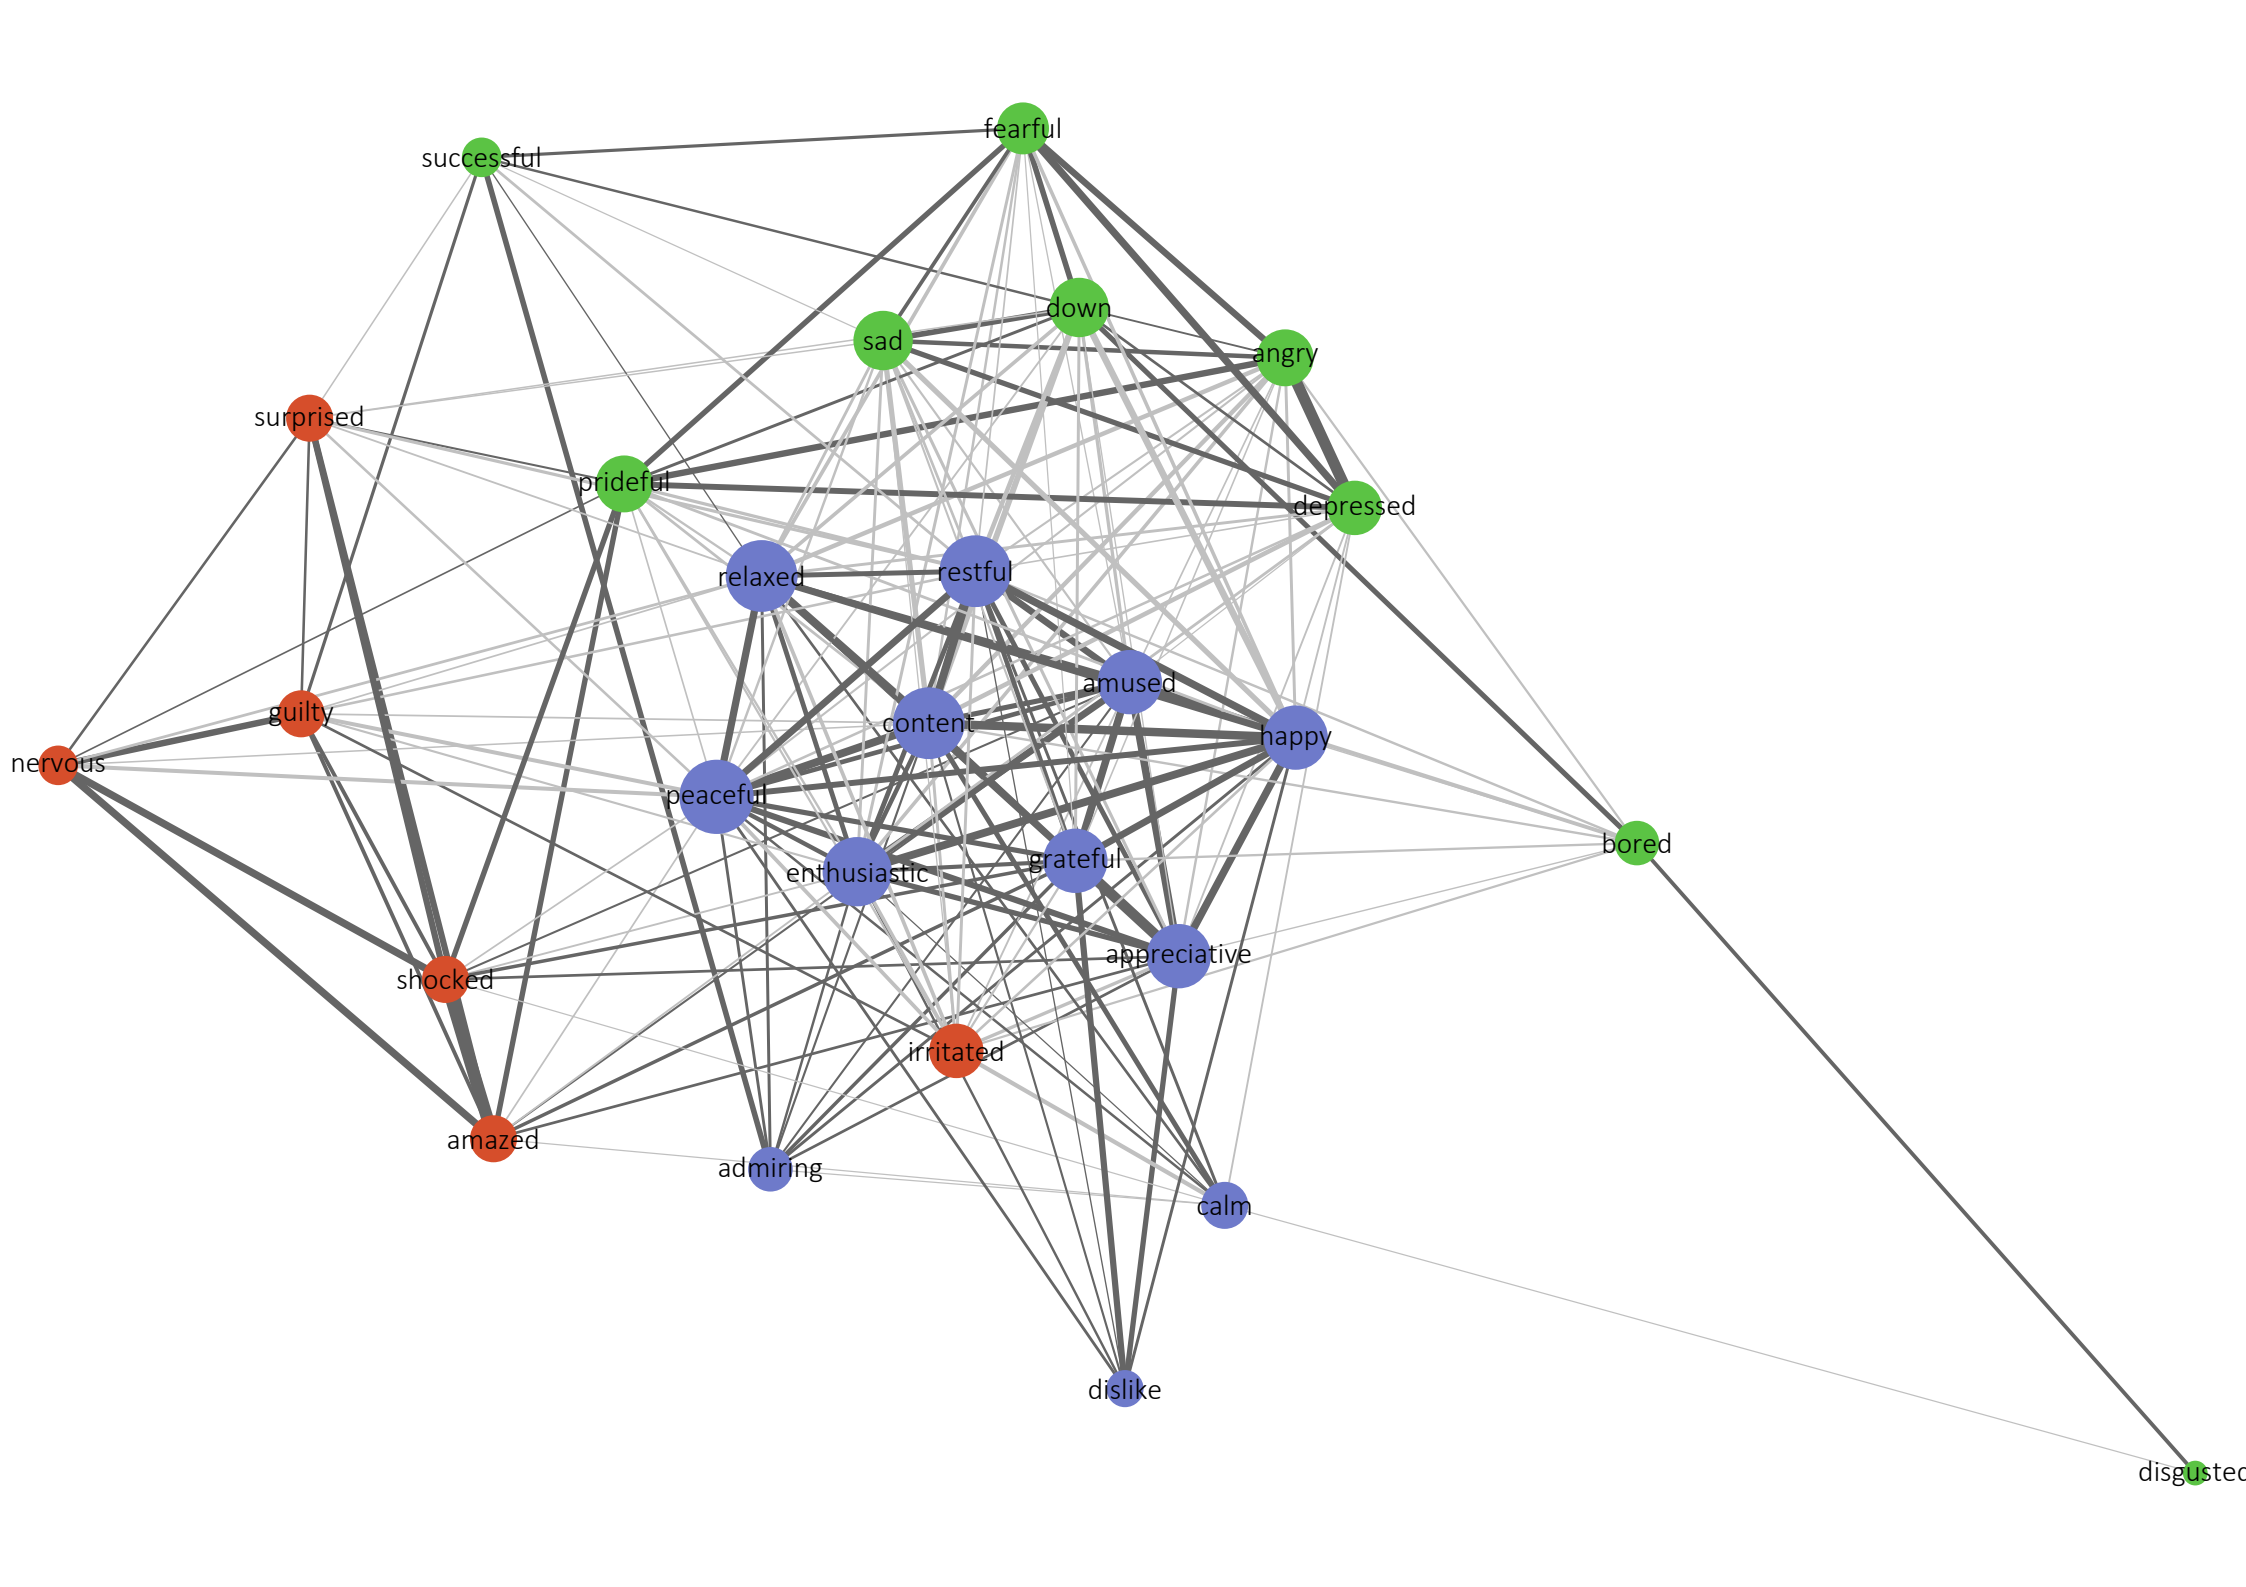 fearful
successful
down
sad
angry
surprised
prideful
depressed
restful
relaxed
amused
guilty
content
happy
nervous
peaceful
bored
grateful
enthusiastic
appreciative
shocked
irritated
amazed
admiring
calm
dislike
disgusted